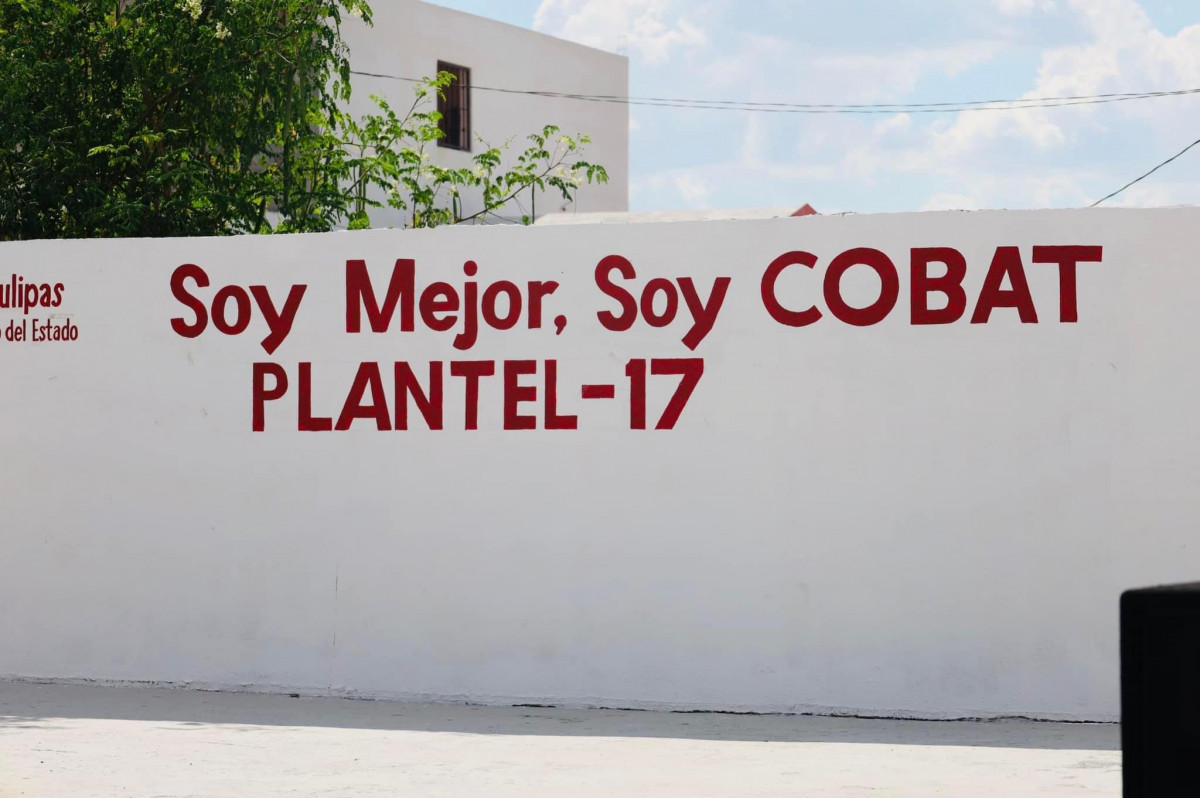 Soy Mejor, Soy COBAT
PLANTEL-17
ulipas
del Estado